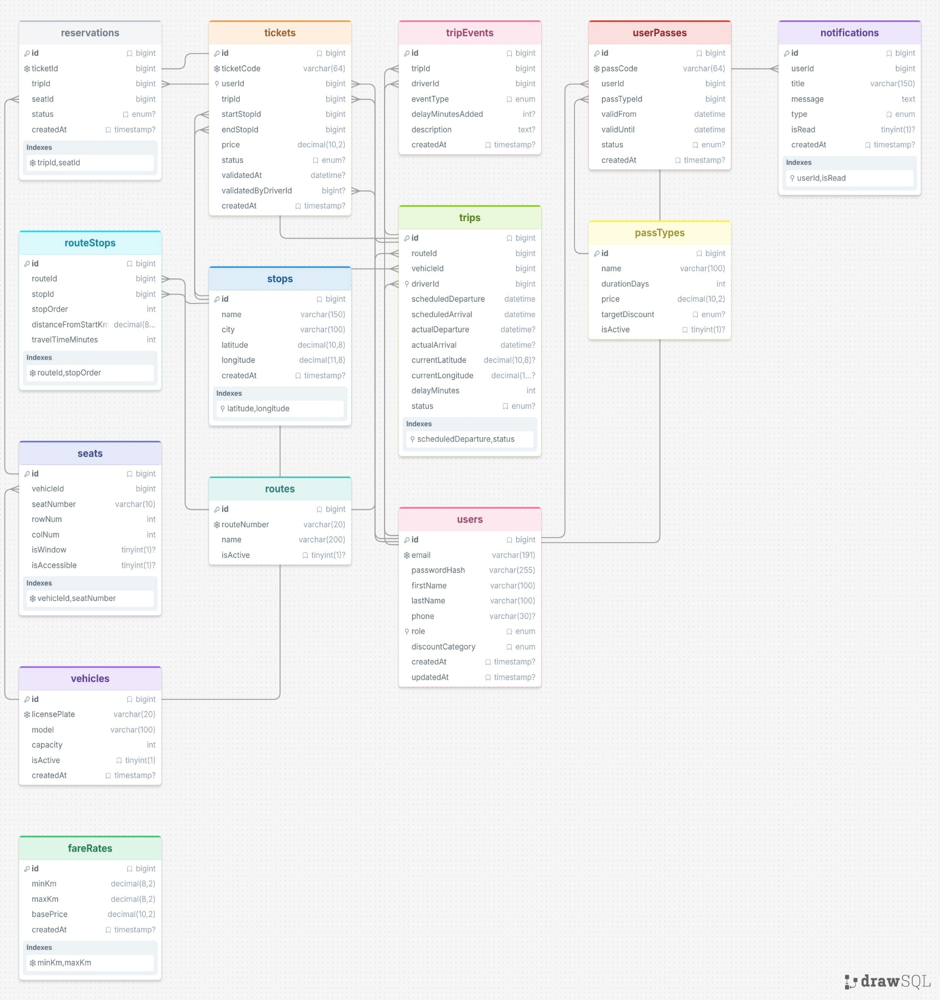 reservations
id bigint
ticketId bigint
tripId bigint
seatId bigint
status enum?
createdAt timestamp?
Indexes
tripId,seatId
tickets
id bigint
ticketCode varchar(64)
userId bigint
tripId bigint
startStopId bigint
endStopId bigint
price decimal(10,2)
status enum?
validatedAt datetime?
validatedByDriverId bigint?
createdAt timestamp?
tripEvents
id bigint
tripId bigint
driverId bigint
eventType enum
delayMinutesAdded int?
description text?
createdAt timestamp?
userPasses
id bigint
passCode varchar(64)
userId bigint
passTypeId bigint
validFrom datetime
validUntil datetime
status enum?
createdAt timestamp?
notifications
id bigint
userId bigint
title varchar(150)
message text
type enum
isRead tinyint(1)?
createdAt timestamp?
Indexes
userId,isRead
routeStops
id bigint
routeId bigint
stopId bigint
stopOrder int
distanceFromStartKm decimal(8...
travelTimeMinutes int
Indexes
routeId,stopOrder
stops
id bigint
name varchar(150)
city varchar(100)
latitude decimal(10,8)
longitude decimal(11,8)
createdAt timestamp?
Indexes
latitude,longitude
trips
id bigint
routeId bigint
vehicleId bigint
driverId bigint
scheduledDeparture datetime
scheduledArrival datetime
actualDeparture datetime?
actualArrival datetime?
currentLatitude decimal(10,8)?
currentLongitude decimal(1...?
delayMinutes int
status enum?
Indexes
scheduledDeparture,status
passTypes
id bigint
name varchar(100)
durationDays int
price decimal(10,2)
targetDiscount enum?
isActive tinyint(1)?
seats
id bigint
vehicleId bigint
seatNumber varchar(10)
rowNum int
colNum int
isWindow tinyint(1)?
isAccessible tinyint(1)?
Indexes
vehicleId,seatNumber
routes
id bigint
routeNumber varchar(20)
name varchar(200)
isActive tinyint(1)?
users
id bigint
email varchar(191)
passwordHash varchar(255)
firstName varchar(100)
lastName varchar(100)
phone varchar(30)?
role enum
discountCategory enum
createdAt timestamp?
updatedAt timestamp?
vehicles
id bigint
licensePlate varchar(20)
model varchar(100)
capacity int
isActive tinyint(1)
createdAt timestamp?
fareRates
id bigint
minKm decimal(8,2)
maxKm decimal(8,2)
basePrice decimal(10,2)
createdAt timestamp?
Indexes
minKm,maxKm
drawSQL